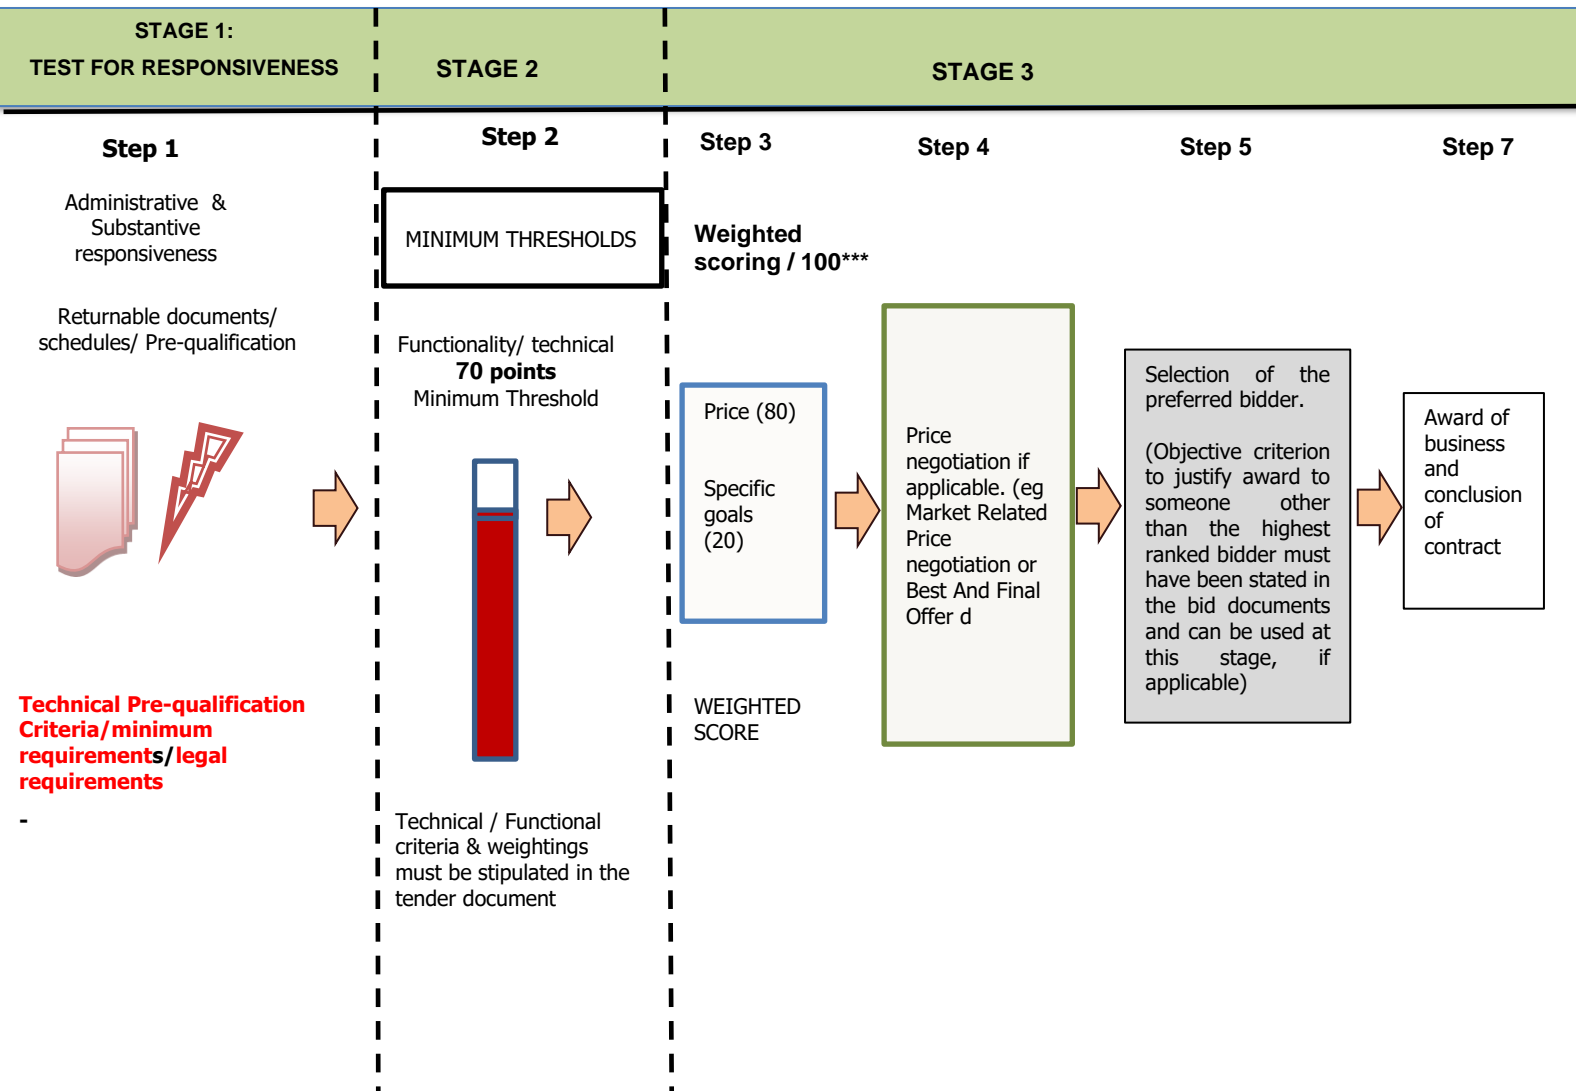 STAGE 1:
TEST FOR RESPONSIVENESS
STAGE 2
STAGE 3
Step 1
Administrative &
Substantive
responsiveness
Returnable documents/
schedules/ Pre-qualification
Technical Pre-qualification
Criteria/minimum
requirements/legal
requirements
-
Step 2
MINIMUM THRESHOLDS
Functionality/ technical
70 points
Minimum Threshold
Technical / Functional
criteria & weightings
must be stipulated in the
tender document
Step 3
Weighted
scoring / 100***
Price (80)
Specific
goals
(20)
WEIGHTED
SCORE
Step 4
Price
negotiation if
applicable. (eg
Market Related
Price
negotiation or
Best And Final
Offer d
Step 5
Selection of the
preferred bidder.
(Objective criterion
to justify award to
someone other
than the highest
ranked bidder must
have been stated in
the bid documents
and can be used at
this stage, if
applicable)
Step 7
Award of
business
and
conclusion
of
contract